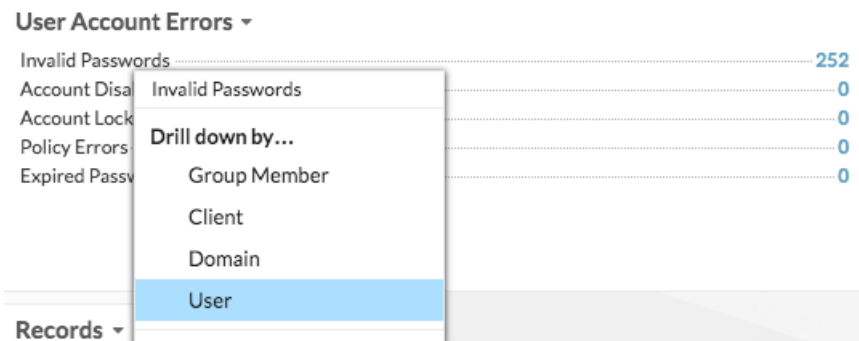 User Account Errors
Invalid Passwords 252
Account Disa 0
Account Lock 0
Policy Errors 0
Expired Passw 0
Invalid Passwords
Drill down by...
Group Member
Client
Domain
User
Records